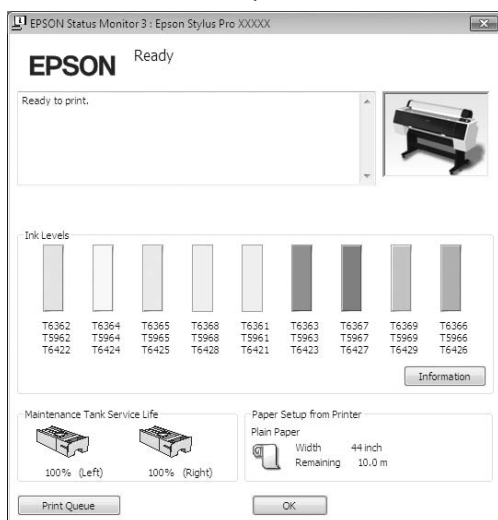 EPSON Status Monitor 3 : Epson Stylus Pro XXXXX
EPSON
Ready
Ready to print.
Ink Levels
T6362 T6364 T6365 T6368 T6361 T6363 T6367 T6369 T6366
T5962 T5964 T5965 T5968 T5961 T5963 T5967 T5969 T5966
T6422 T6424 T6425 T6428 T6421 T6423 T6427 T6429 T6426
Information
Maintenance Tank Service Life
100% (Left) 100% (Right)
Paper Setup from Printer
Plain Paper
Width 44 inch
Remaining 10.0 m
Print Queue
OK